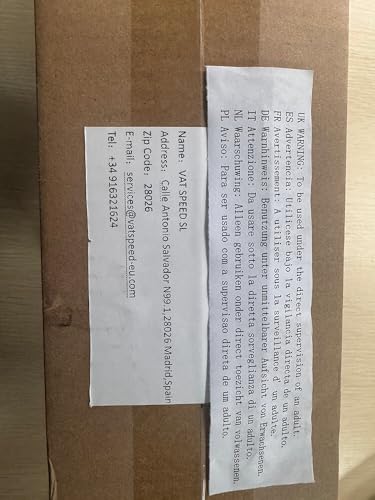 UK WARNING: To be used under the direct supervision of an adult.
ES Advertencia: Utilícese bajo la vigilancia directa de un adulto.
FR Avertissement: A utiliser sous la surveillance d' un adulte.
DE Warnhinweis: Benutzung unter unmittelbarer Aufsicht von Erwachsenen.
IT Attenzione: Da usare sotto la diretta sorveglianza di un adulto.
NL Waarschuwing: Alleen gebruiken onder direct toezicht van volwassenen.
PL Aviso: Para ser usado com a supervisao direta de um adulto.
Name: VAT SPEED SL
Address: Calle Antonio Salvador N99.1,28026 Madrid,Spain
Zip Code: 28026
E-mail: services@vatspeed-eu.com
Tel: +34 916321624